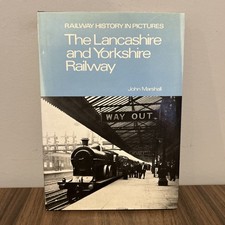 RAILWAY HISTORY IN PICTURES
The Lancashire
and Yorkshire
Railway
John Marshall
WAY OUT